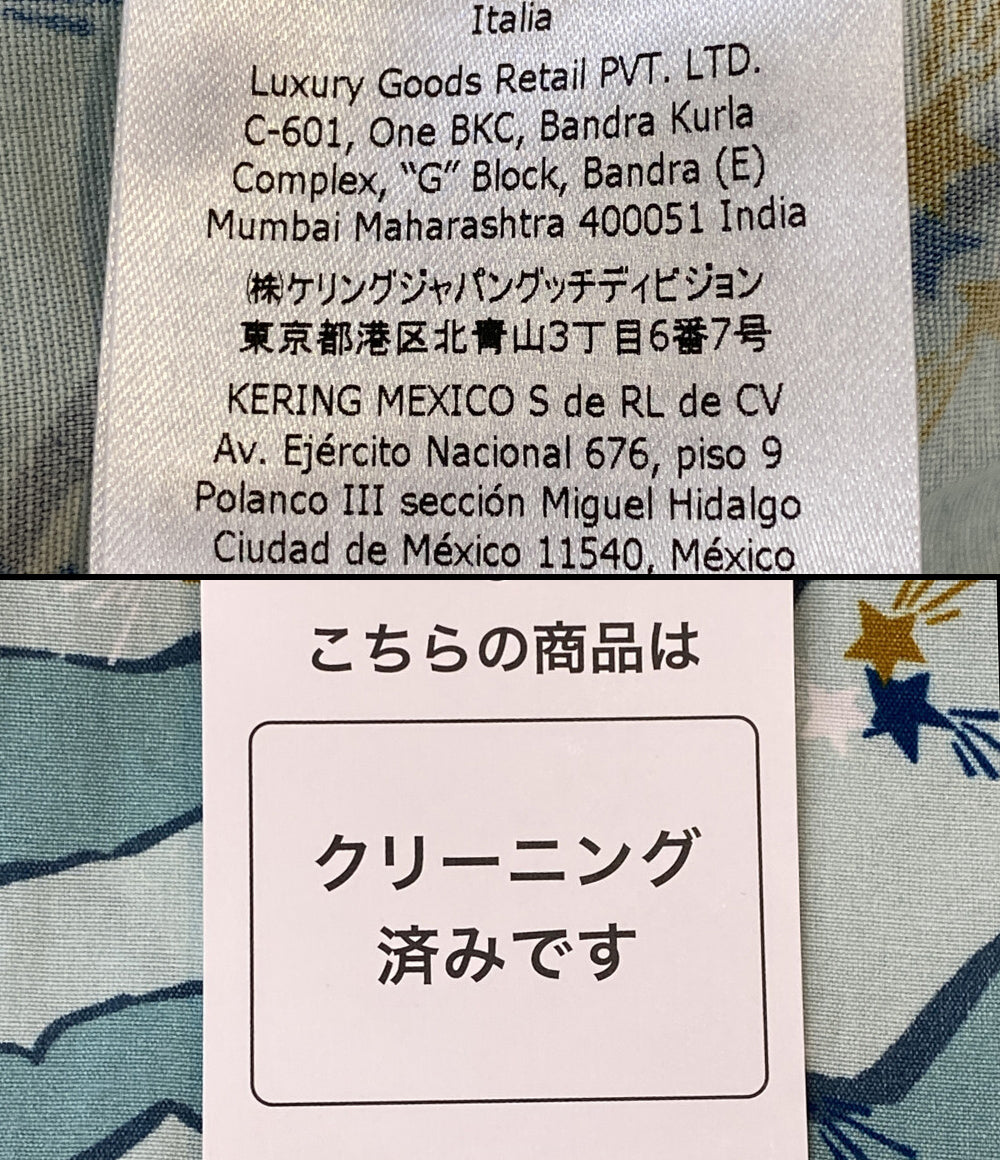 Italia
Luxury Goods Retail PVT. LTD.
C-601, One BKC, Bandra Kurla
Complex, “G” Block, Bandra (E)
Mumbai Maharashtra 400051 India
㈱ケリングジャパングッチディビジョン
東京都港区北青山3丁目6番7号
KERING MEXICO S de RL de CV
Av. Ejército Nacional 676, piso 9
Polanco III sección Miguel Hidalgo
Ciudad de México 11540, México
こちらの商品は
クリーニング
済みです